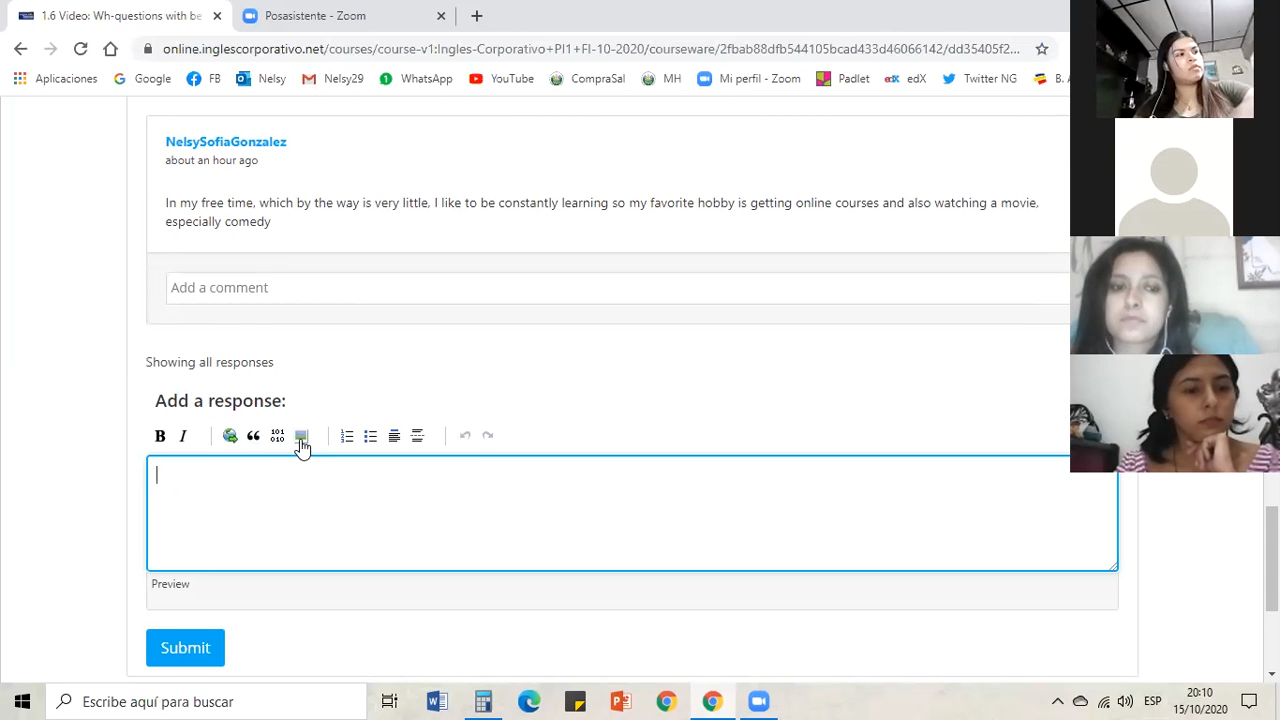 1.6 Video: Wh-questions with be
Posasistente - Zoom
online.inglescorporativo.net/courses/course-v1:Ingles-Corporativo+PI1+FI-10-2020/courseware/2fbab88dfb544105bcad433d46066142/dd35405f2...
Aplicaciones
Google
FB
Nelsy
Nelsy29
WhatsApp
YouTube
CompraSal
MH
Mi perfil - Zoom
Padlet
edX
Twitter NG
B. A
NelsySofiaGonzalez
about an hour ago
In my free time, which by the way is very little, I like to be constantly learning so my favorite hobby is getting online courses and also watching a movie,
especially comedy
Add a comment
Showing all responses
Add a response:
B I
101
010
Preview
Submit
Escribe aquí para buscar
ESP
20:10
15/10/2020